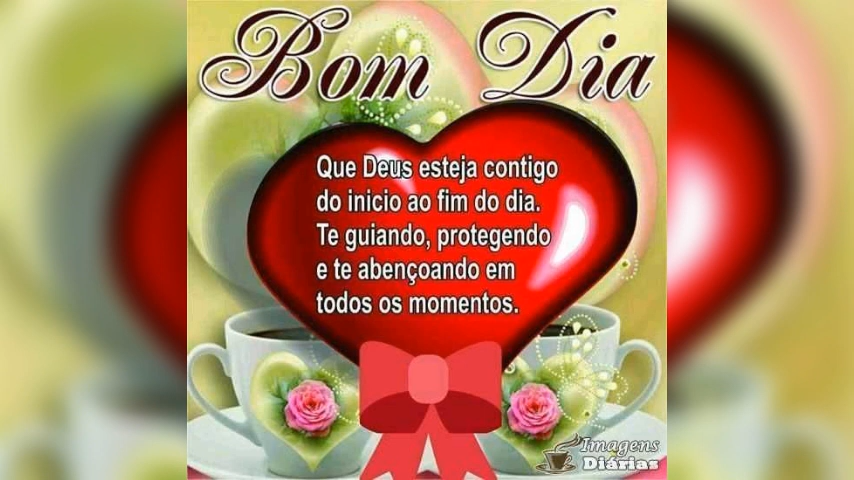 Bom Dia
Que Deus esteja contigo
do inicio ao fim do dia.
Te guiando, protegendo
e te abençoando em
todos os momentos.
Imagens
Diárias